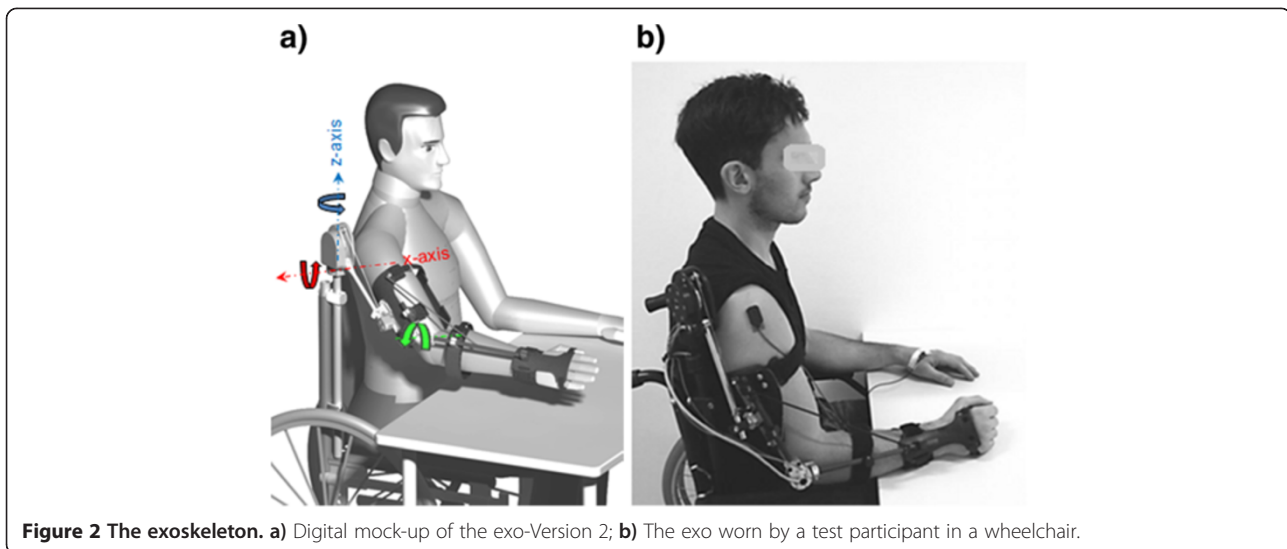 a)
b)
z-axis
x-axis
Figure 2 The exoskeleton. a) Digital mock-up of the exo-Version 2; b) The exo worn by a test participant in a wheelchair.